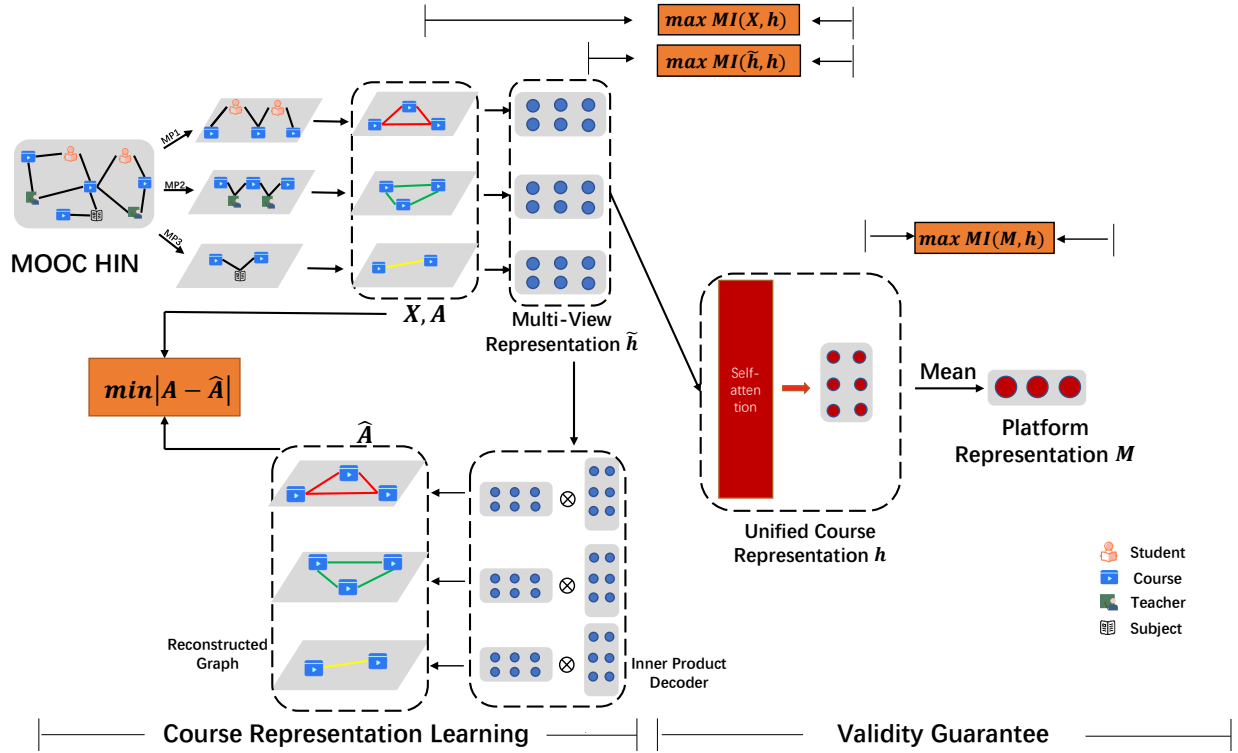 max MI(X, h)
max MI(h̃, h)
MP1
MP2
MP3
MOOC HIN
X, A
Multi-View
Representation h̃
max MI(M, h)
min|A − Â|
Self-
atten
tion
Mean
Platform
Representation M
Â
Unified Course
Representation h
Student
Course
Teacher
Subject
Reconstructed
Graph
Inner Product
Decoder
Course Representation Learning
Validity Guarantee